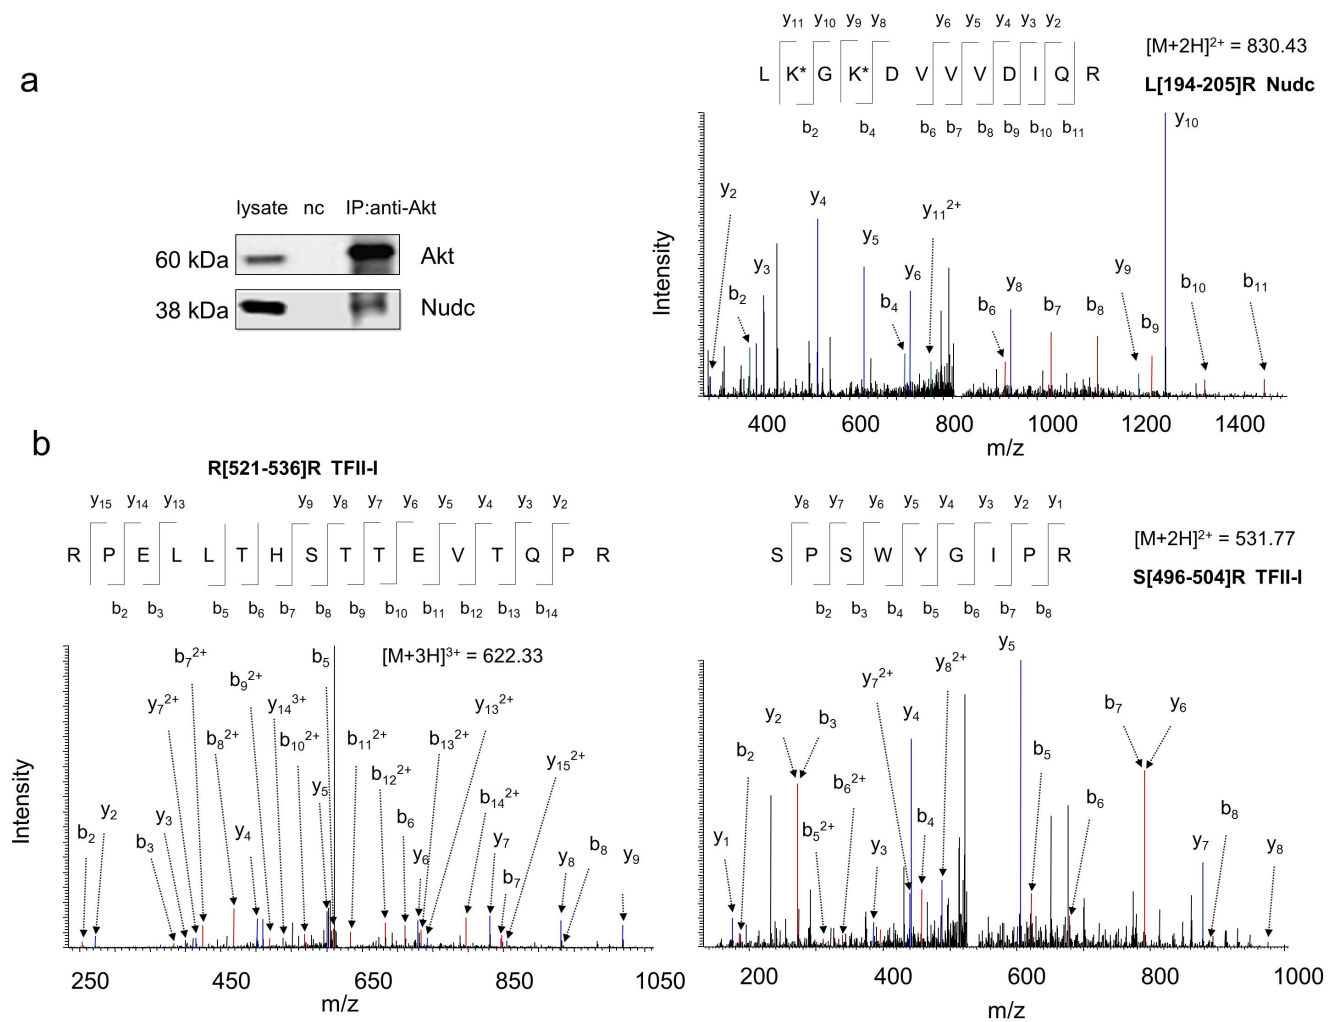 a
lysate nc IP:anti-Akt
60 kDa Akt
38 kDa Nudc
y11 y10 y9 y8 y6 y5 y4 y3 y2
[M+2H]2+ = 830.43
L K* G K* D V V V D I Q R
L[194-205]R Nudc
b2 b4 b6 b7 b8 b9 b10 b11
y10
y2
y4
y11 2+
y5
y3
y6
y9
y8
b10
b11
b2
b4
b6
b7
b8
b9
Intensity
400 600 800 1000 1200 1400
m/z
b
R[521-536]R TFII-I
y15 y14 y13 y9 y8 y7 y6 y5 y4 y3 y2
R P E L L T H S T T E V T Q P R
b2 b3 b5 b6 b7 b8 b9 b10 b11 b12 b13 b14
[M+3H]3+ = 622.33
b7 2+
b5
b9 2+
y7 2+
y14 3+
y13 2+
b8 2+
b10 2+
b11 2+
b13 2+
y15 2+
b12 2+
y5
b14 2+
y2
y3
b6
b2
b3
y4
y7
b8
y6
y8
y9
b7
Intensity
250 450 650 850 1050
m/z
y8 y7 y6 y5 y4 y3 y2 y1
S P S W Y G I P R
[M+2H]2+ = 531.77
S[496-504]R TFII-I
b2 b3 b4 b5 b6 b7 b8
y5
y8 2+
y7 2+
b7
y6
y4
y2
b3
b2
b5
b6 2+
b6
b4
b5 2+
b8
y1
y3
y7
y8
200 400 600 800 1000
m/z